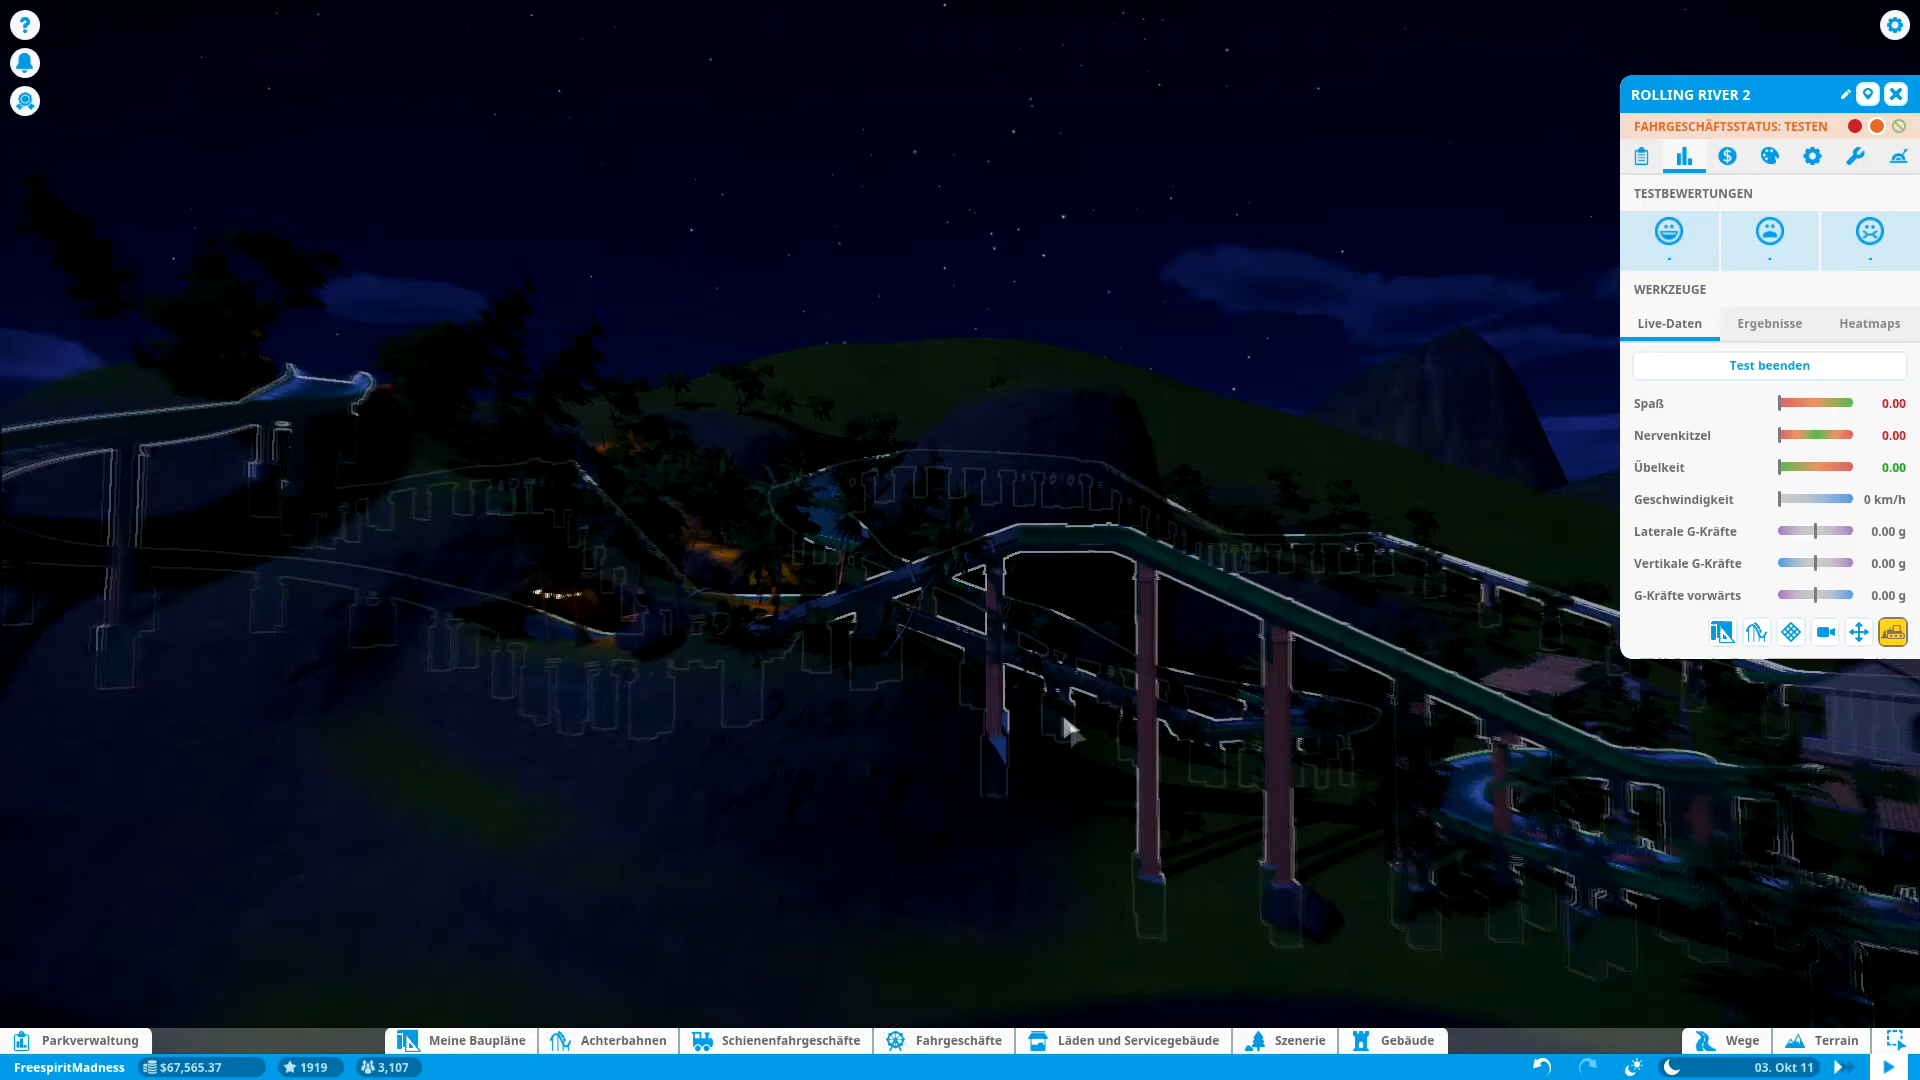 ROLLING RIVER 2
FAHRGESCHÄFTSSTATUS: TESTEN
TESTBEWERTUNGEN
- - -
WERKZEUGE
Live-Daten Ergebnisse Heatmaps
Test beenden
Spaß 0.00
Nervenkitzel 0.00
Übelkeit 0.00
Geschwindigkeit 0 km/h
Laterale G-Kräfte 0.00 g
Vertikale G-Kräfte 0.00 g
G-Kräfte vorwärts 0.00 g
Parkverwaltung Meine Baupläne Achterbahnen Schienenfahrgeschäfte Fahrgeschäfte Läden und Servicegebäude Szenerie Gebäude Wege Terrain
FreespiritMadness $67,565.37 1919 3,107 03. Okt 11